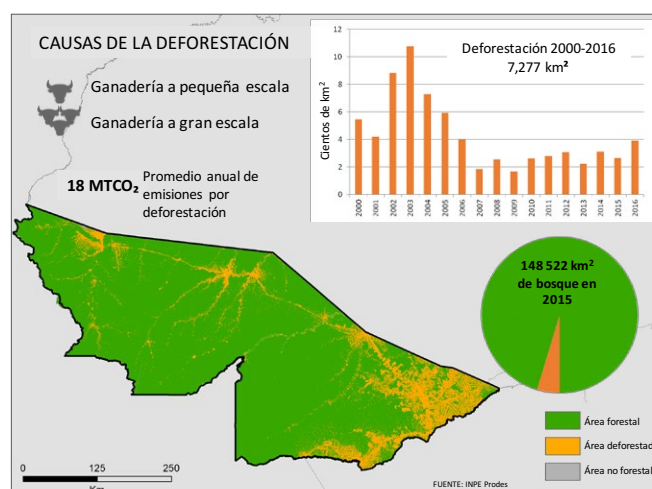 CAUSAS DE LA DEFORESTACIÓN
Ganadería a pequeña escala
Ganadería a gran escala
18 MTCO₂ Promedio anual de
emisiones por
deforestación
Deforestación 2000-2016
7,277 km²
Cientos de km²
12
10
8
6
4
2
0
2000 2001 2002 2003 2004 2005 2006 2007 2008 2009 2010 2011 2012 2013 2014 2015 2016
148 522 km²
de bosque en
2015
Área forestal
Área deforestad
Área no forestal
0 125 250
Km
FUENTE: INPE Prodes